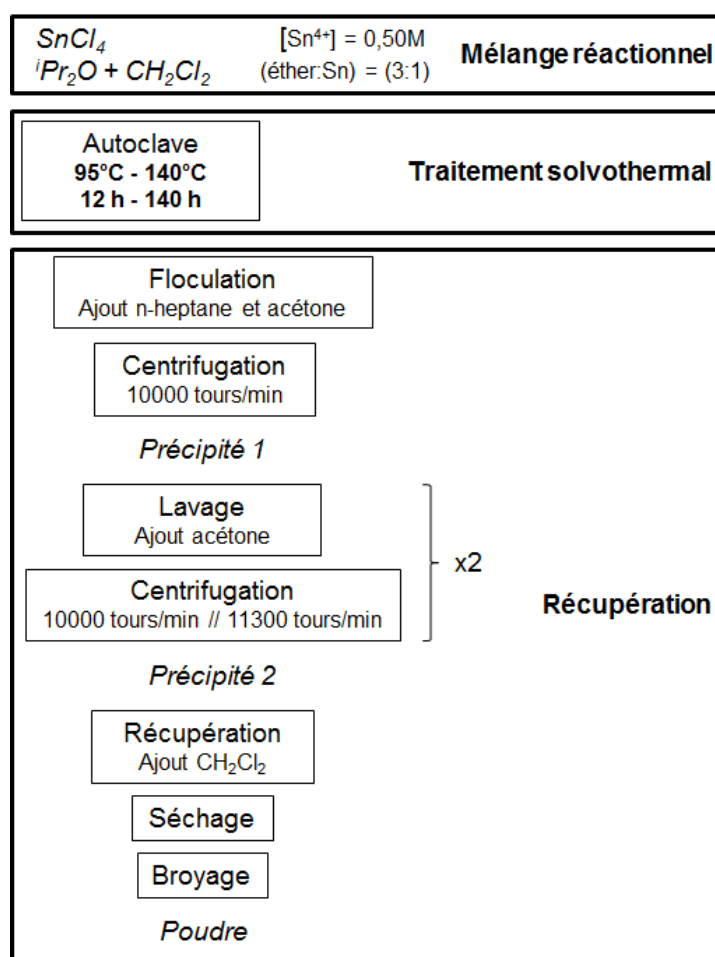 SnCl₄ [Sn⁴⁺] = 0,50M
ⁱPr₂O + CH₂Cl₂ (éther:Sn) = (3:1)
Mélange réactionnel
Autoclave
95°C - 140°C
12 h - 140 h
Traitement solvothermal
Floculation
Ajout n-heptane et acétone
Centrifugation
10000 tours/min
Précipité 1
Lavage
Ajout acétone
x2
Centrifugation
10000 tours/min // 11300 tours/min
Récupération
Précipité 2
Récupération
Ajout CH₂Cl₂
Séchage
Broyage
Poudre